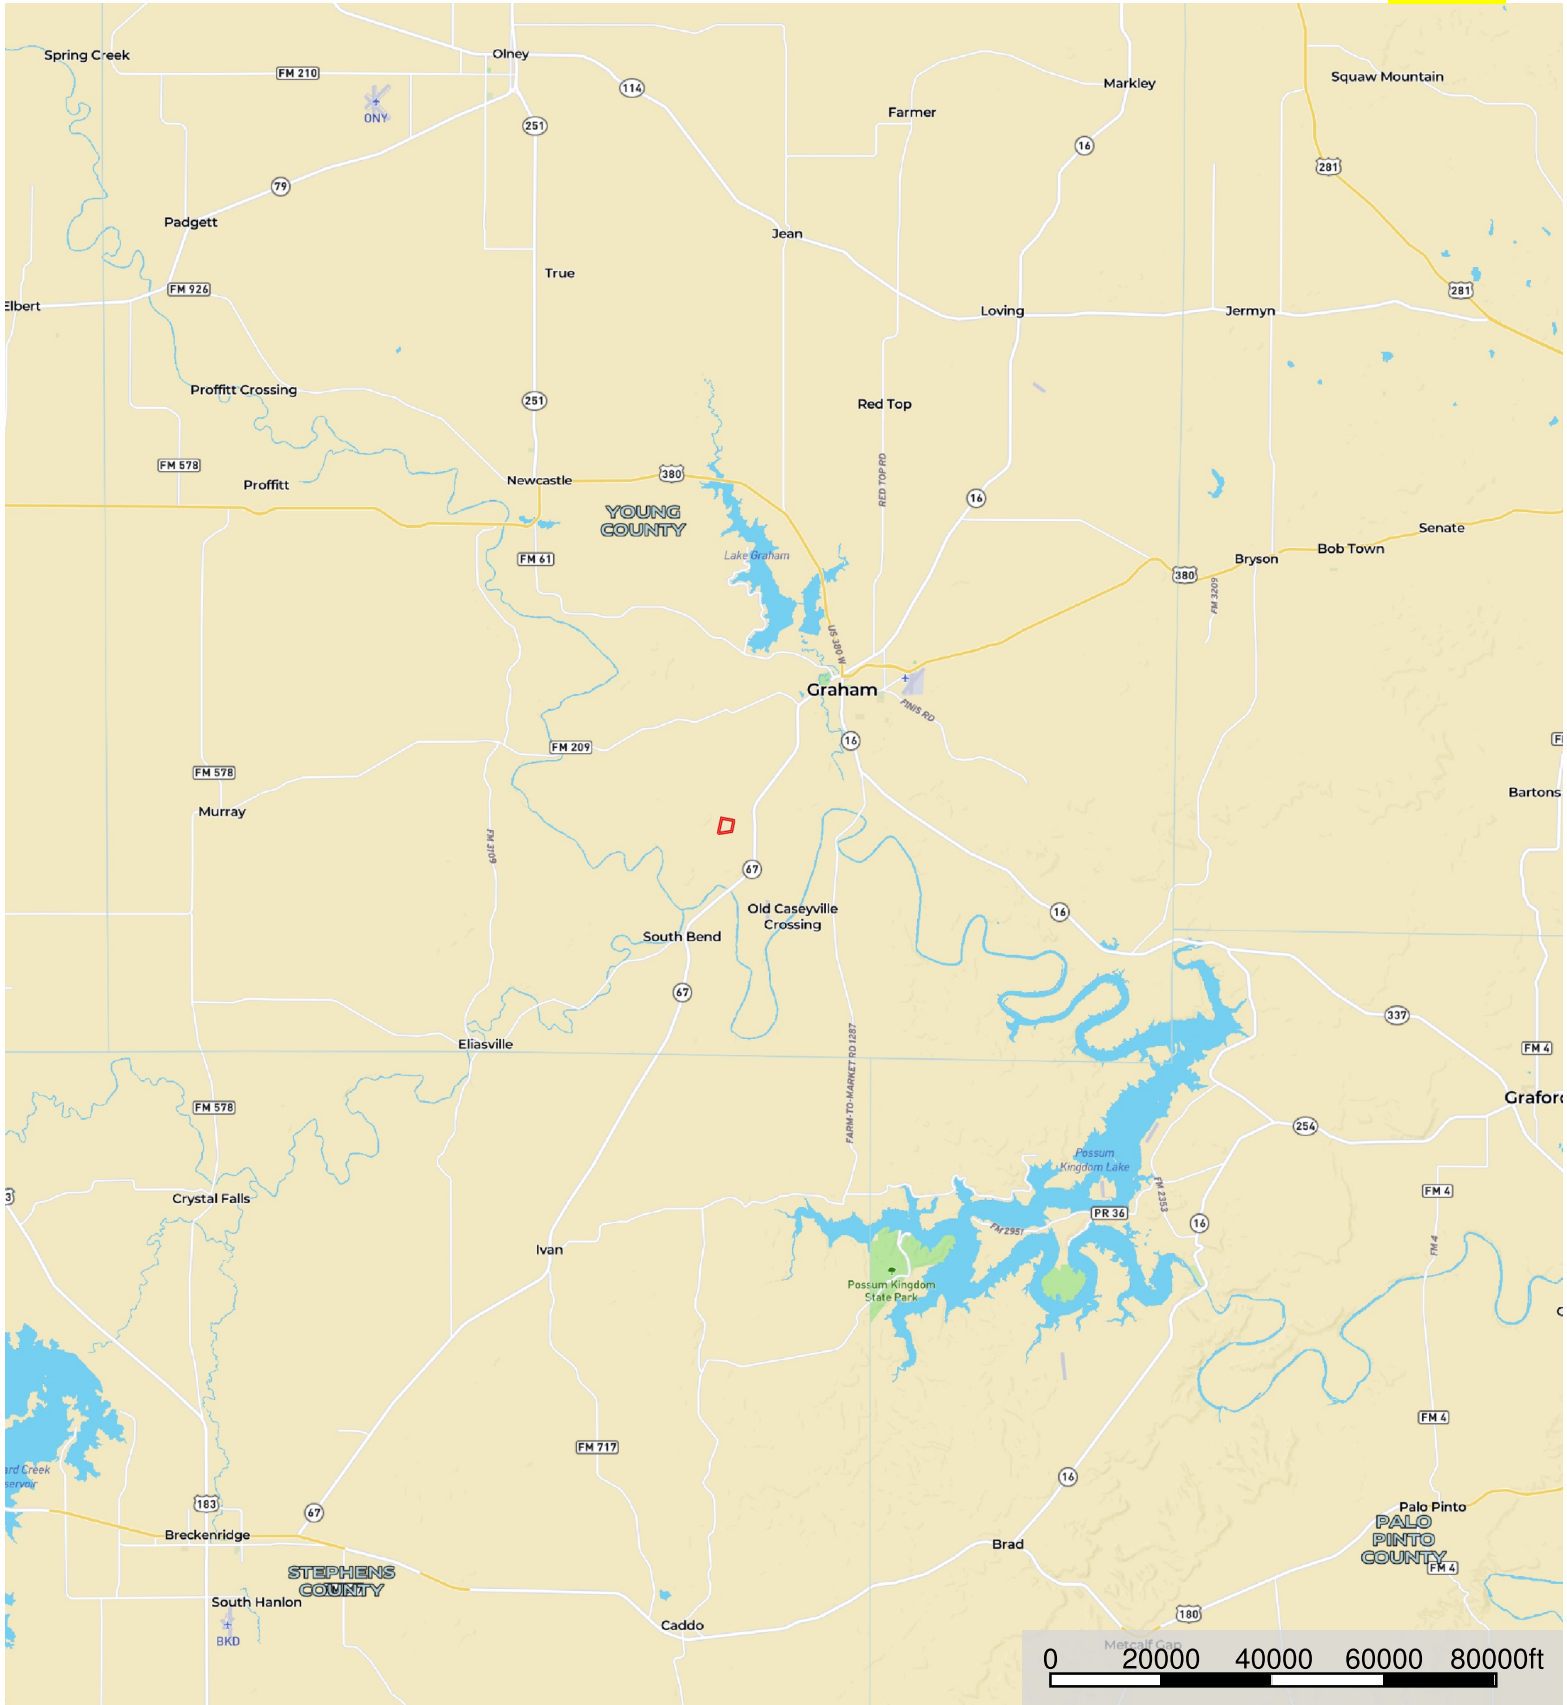 Spring Creek
Olney
FM 210
114
Markley
Squaw Mountain
ONY
Farmer
251
16
281
79
Padgett
Jean
True
FM 926
281
Elbert
Loving
Jermyn
Proffitt Crossing
251
Red Top
FM 578
Proffitt
Newcastle
380
RED TOP RD
16
YOUNG
COUNTY
Senate
Lake Graham
FM 61
Bryson
Bob Town
380
FM 3209
US 380 W
Graham
FINIS RD
FM 209
16
FM 578
Murray
Bartons
FM 3109
67
Old Caseyville
Crossing
16
South Bend
67
337
Eliasville
FARM-TO-MARKET RD 1287
FM 4
Graford
FM 578
254
Possum
Kingdom Lake
3
Crystal Falls
FM 2353
FM 4
PR 36
16
FM 2951
FM 4
Ivan
Possum Kingdom
State Park
FM 4
FM 717
ard Creek
servoir
16
183
67
Palo Pinto
PALO
PINTO
COUNTY
Breckenridge
Brad
FM 4
STEPHENS
COUNTY
South Hanlon
180
Caddo
BKD
Metcalf Gap
0 20000 40000 60000 80000ft